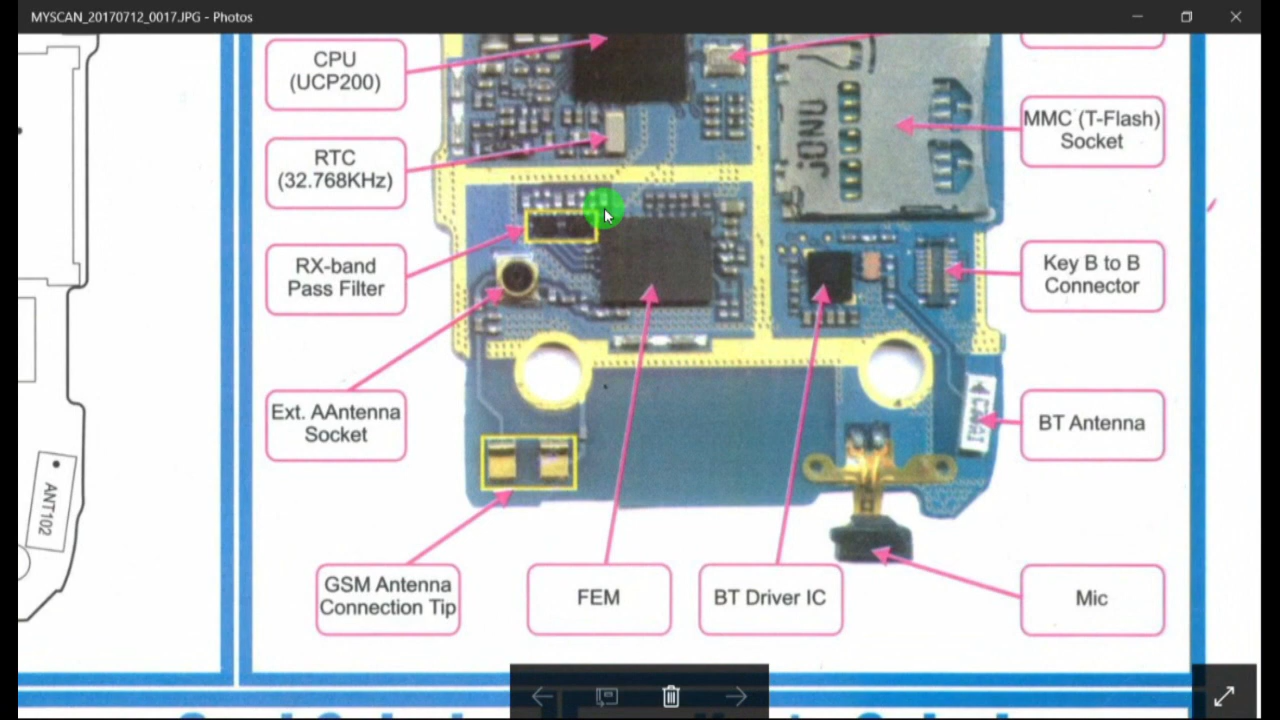 MYSCAN_20170712_0017.JPG - Photos
CPU
(UCP200)
RTC
(32.768KHz)
RX-band
Pass Filter
Ext. AAntenna
Socket
GSM Antenna
Connection Tip
FEM
BT Driver IC
MMC (T-Flash)
Socket
Key B to B
Connector
BT Antenna
Mic
JONU
ANT102